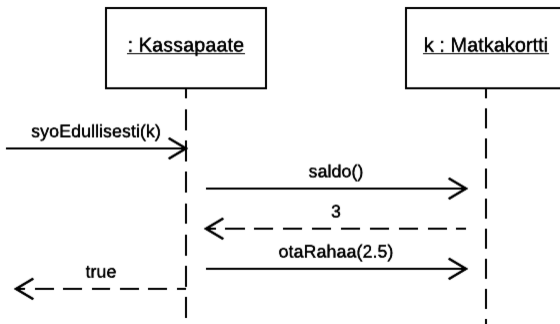 : Kassapaate
k : Matkakortti
syoEdullisesti(k)
saldo()
3
otaRahaa(2.5)
true